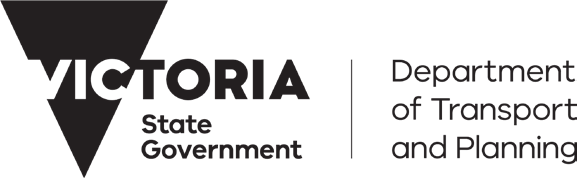 VICTORIA
State
Government
Department
of Transport
and Planning